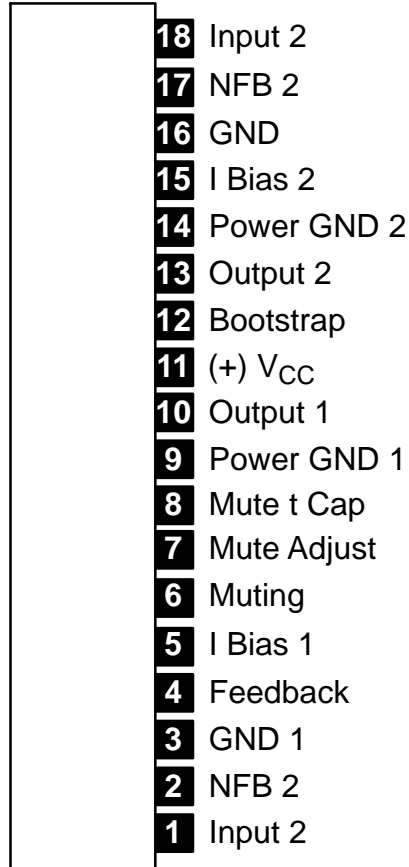 18 Input 2
17 NFB 2
16 GND
15 I Bias 2
14 Power GND 2
13 Output 2
12 Bootstrap
11 (+) VCC
10 Output 1
9 Power GND 1
8 Mute t Cap
7 Mute Adjust
6 Muting
5 I Bias 1
4 Feedback
3 GND 1
2 NFB 2
1 Input 2